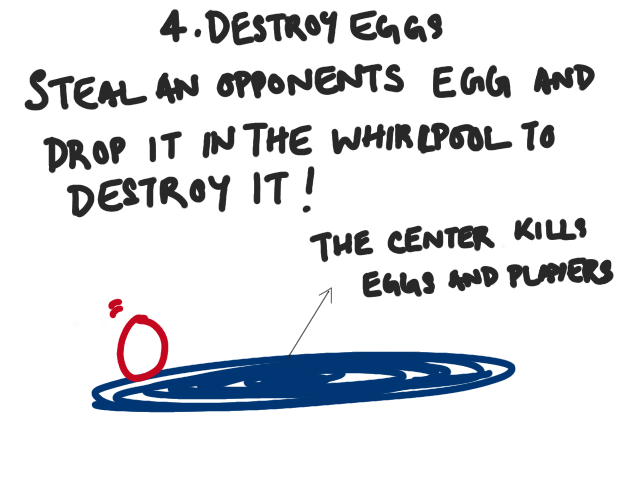 4. DESTROY EGGS
STEAL AN OPPONENTS EGG AND
DROP IT IN THE WHIRLPOOL TO
DESTROY IT!
THE CENTER KILLS
EGGS AND PLAYERS